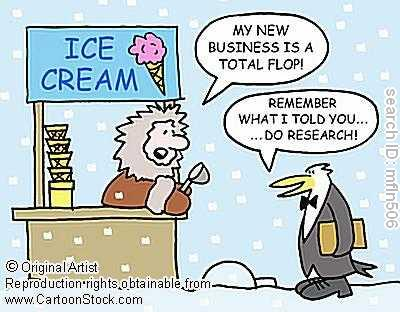 ICE
CREAM
MY NEW
BUSINESS IS A
TOTAL FLOP!
REMEMBER
WHAT I TOLD YOU...
...DO RESEARCH!
search ID: mfln506
© Original Artist
Reproduction rights obtainable from
www.CartoonStock.com